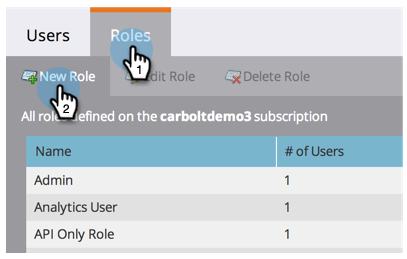 Users Roles
1
New Role Edit Role Delete Role
2
All roles defined on the carboltdemo3 subscription
Name # of Users
Admin 1
Analytics User 1
API Only Role 1